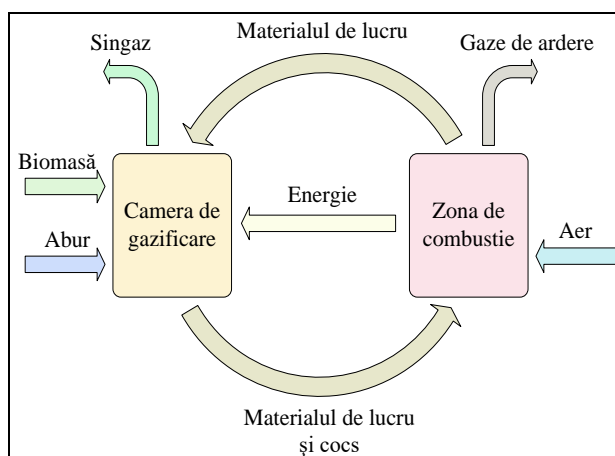 Materialul de lucru
Singaz
Gaze de ardere
Biomasă
Abur
Camera de
gazificare
Energie
Zona de
combustie
Aer
Materialul de lucru
și cocs